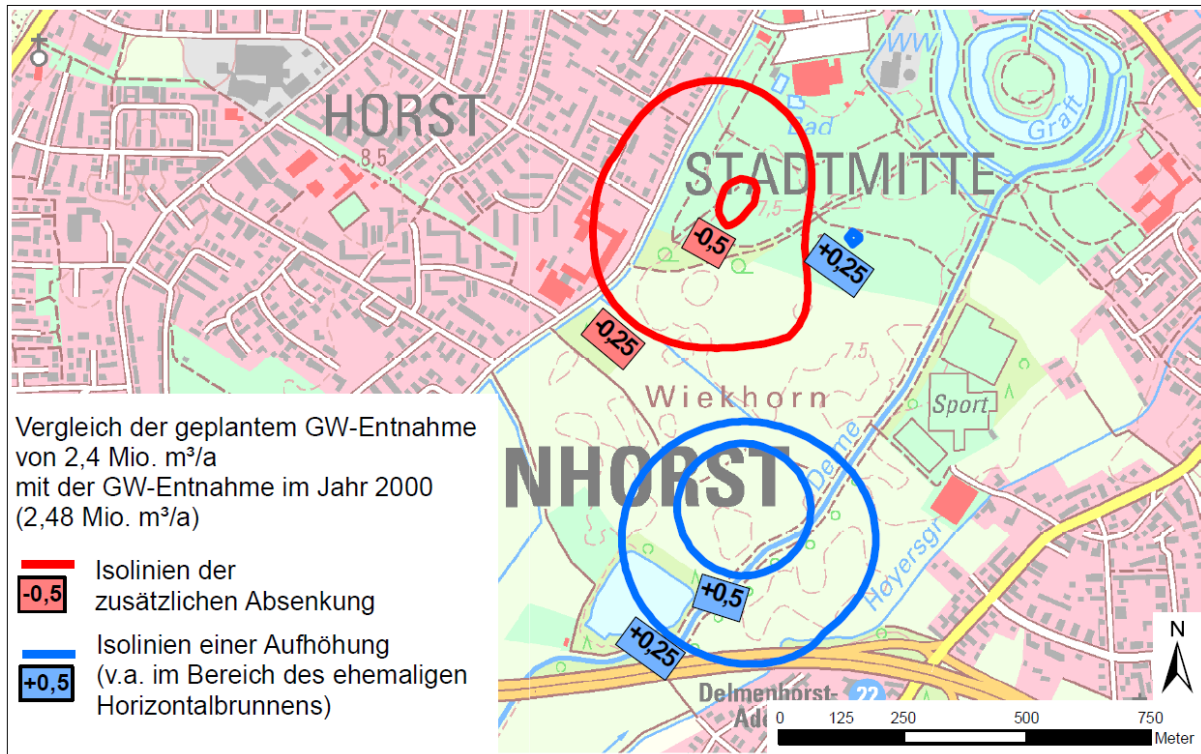 WW
HORST
Bad
Graft
8,5
STADTMITTE
7,5
-0,5
+0,25
-0,25
7,5
Wiekhorn
Sport
Delme
NHORST
Høyersgr
+0,5
+0,25
Delmenhorst-
22
Vergleich der geplantem GW-Entnahme
von 2,4 Mio. m³/a
mit der GW-Entnahme im Jahr 2000
(2,48 Mio. m³/a)
-0,5
Isolinien der
zusätzlichen Absenkung
+0,5
Isolinien einer Aufhöhung
(v.a. im Bereich des ehemaligen
Horizontalbrunnens)
N
0 125 250 500 750
Meter